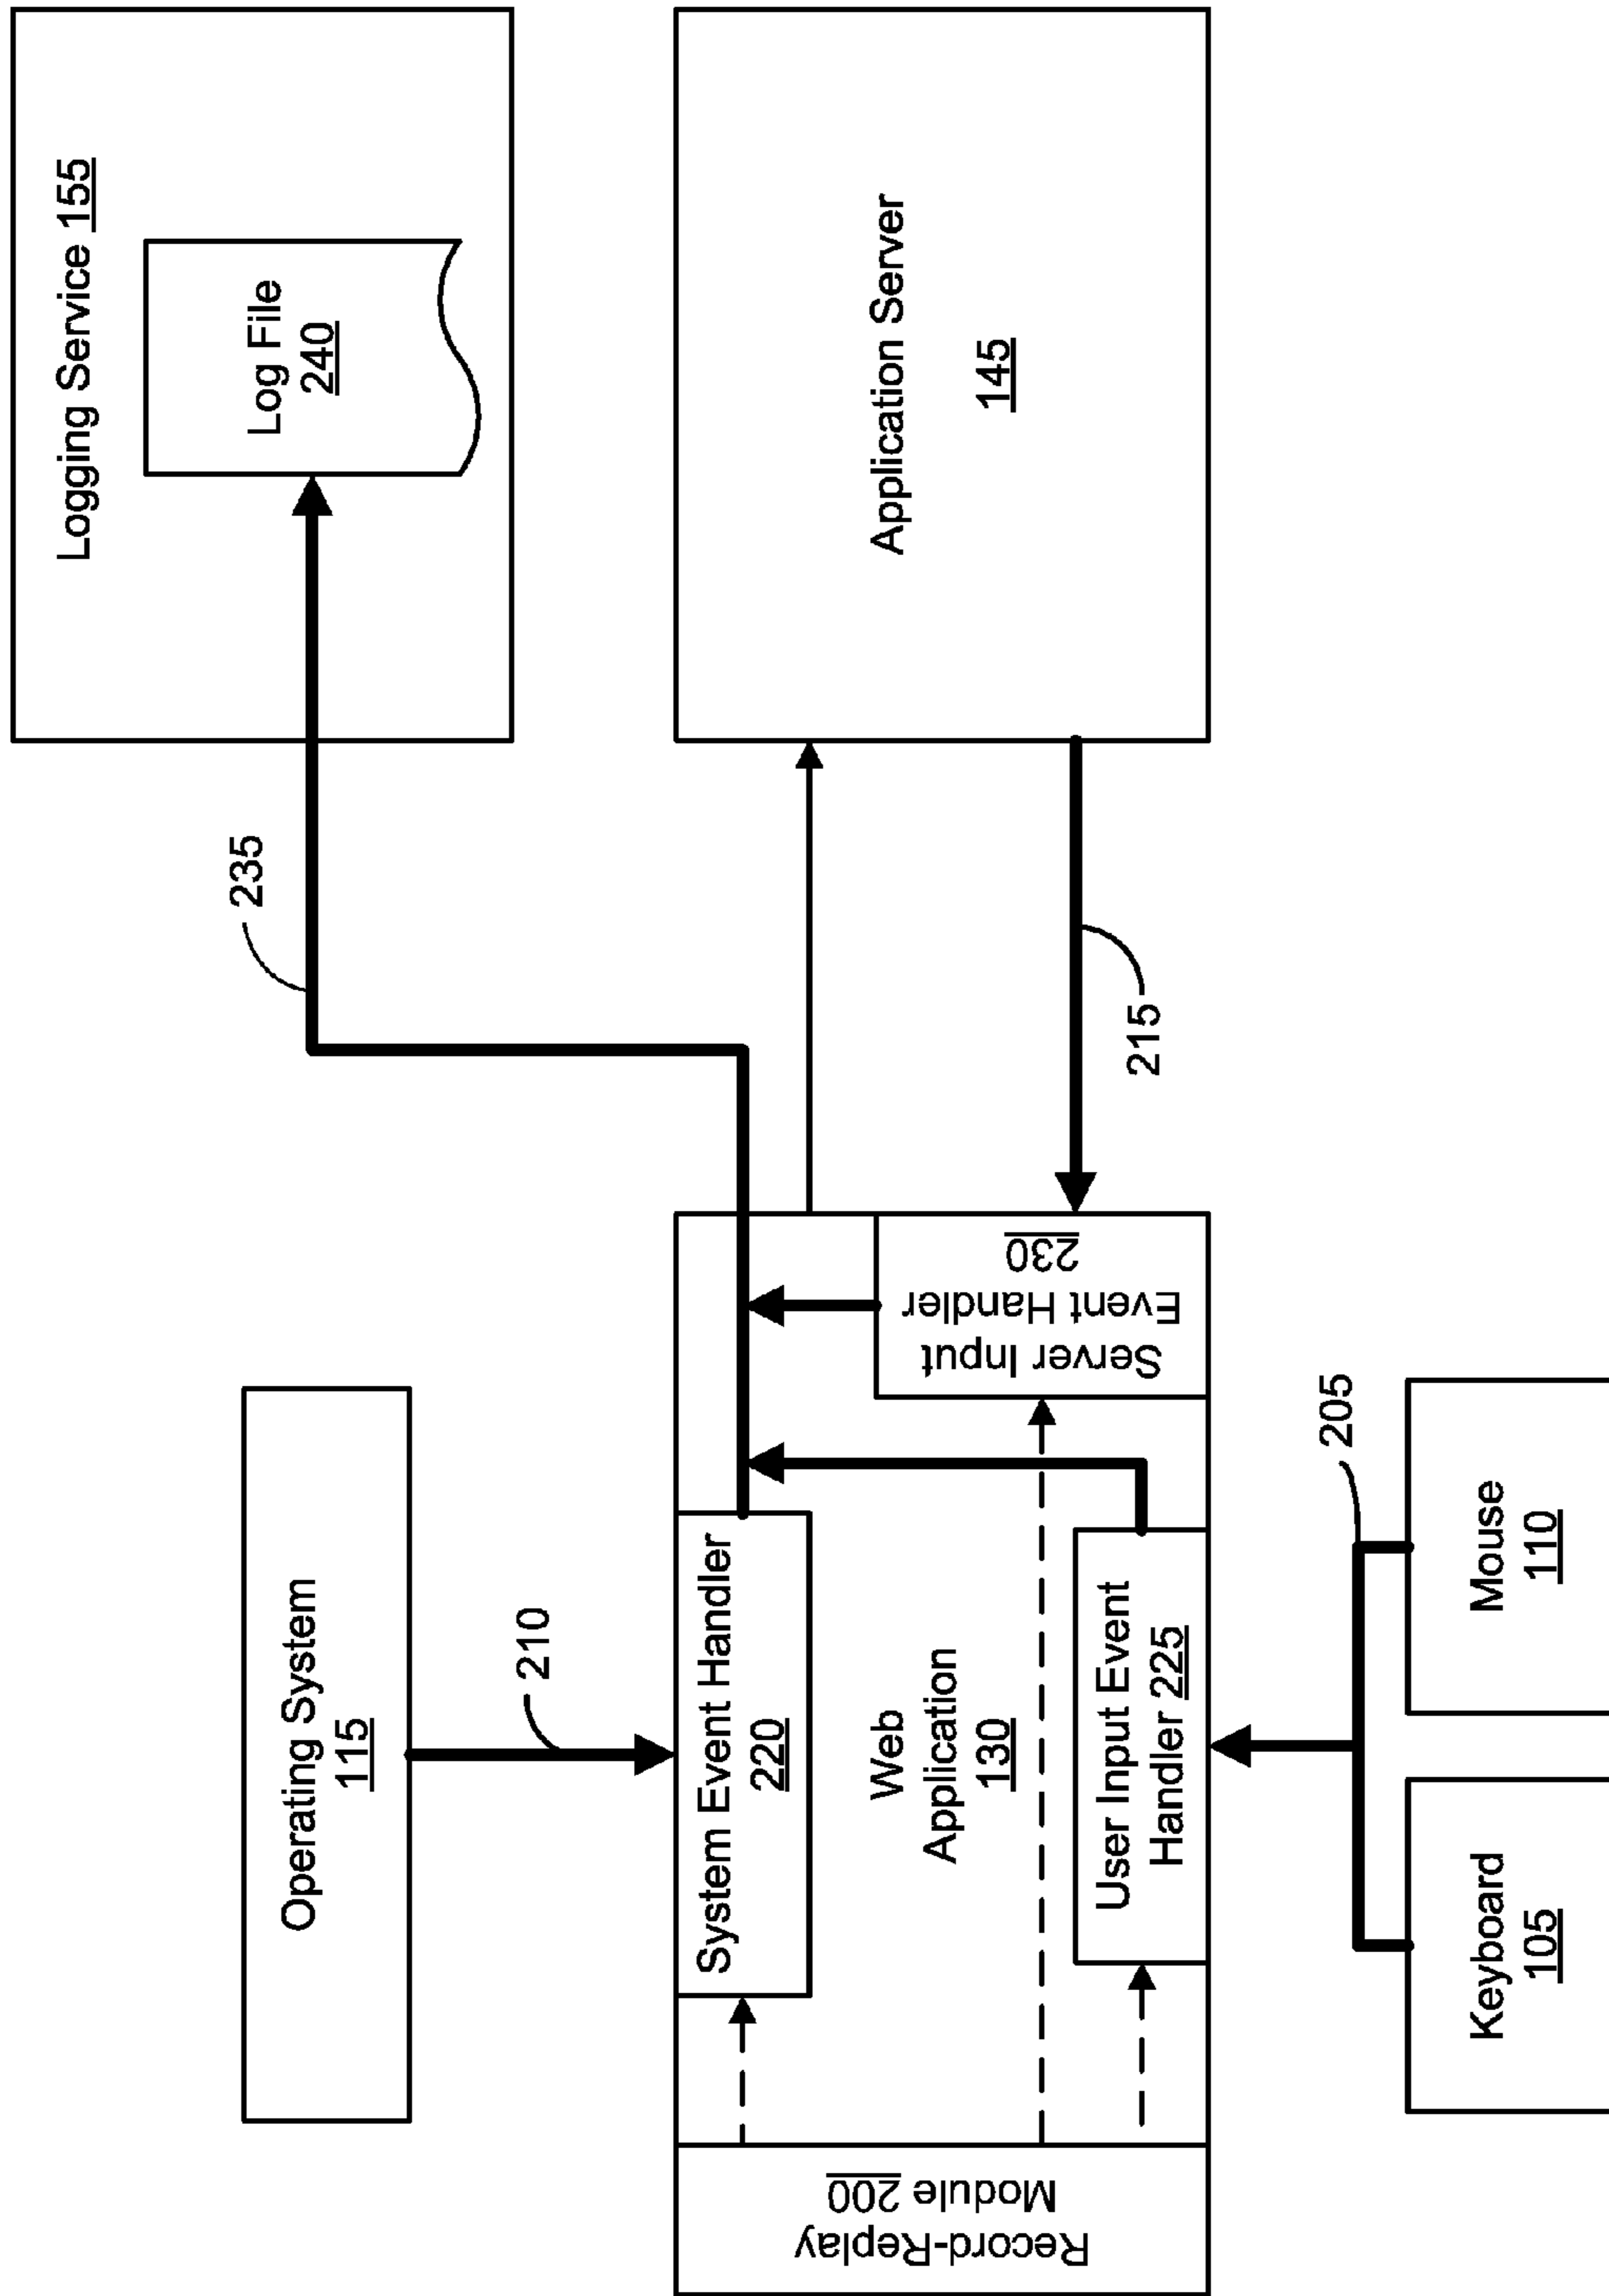 Logging Service 155
Log File
240
235
Operating System
115
210
System Event Handler
220
Application Server
145
215
Server Input
Event Handler
230
Web
Application
130
User Input Event
Handler 225
Record-Replay
Module 200
205
Keyboard
105
Mouse
110